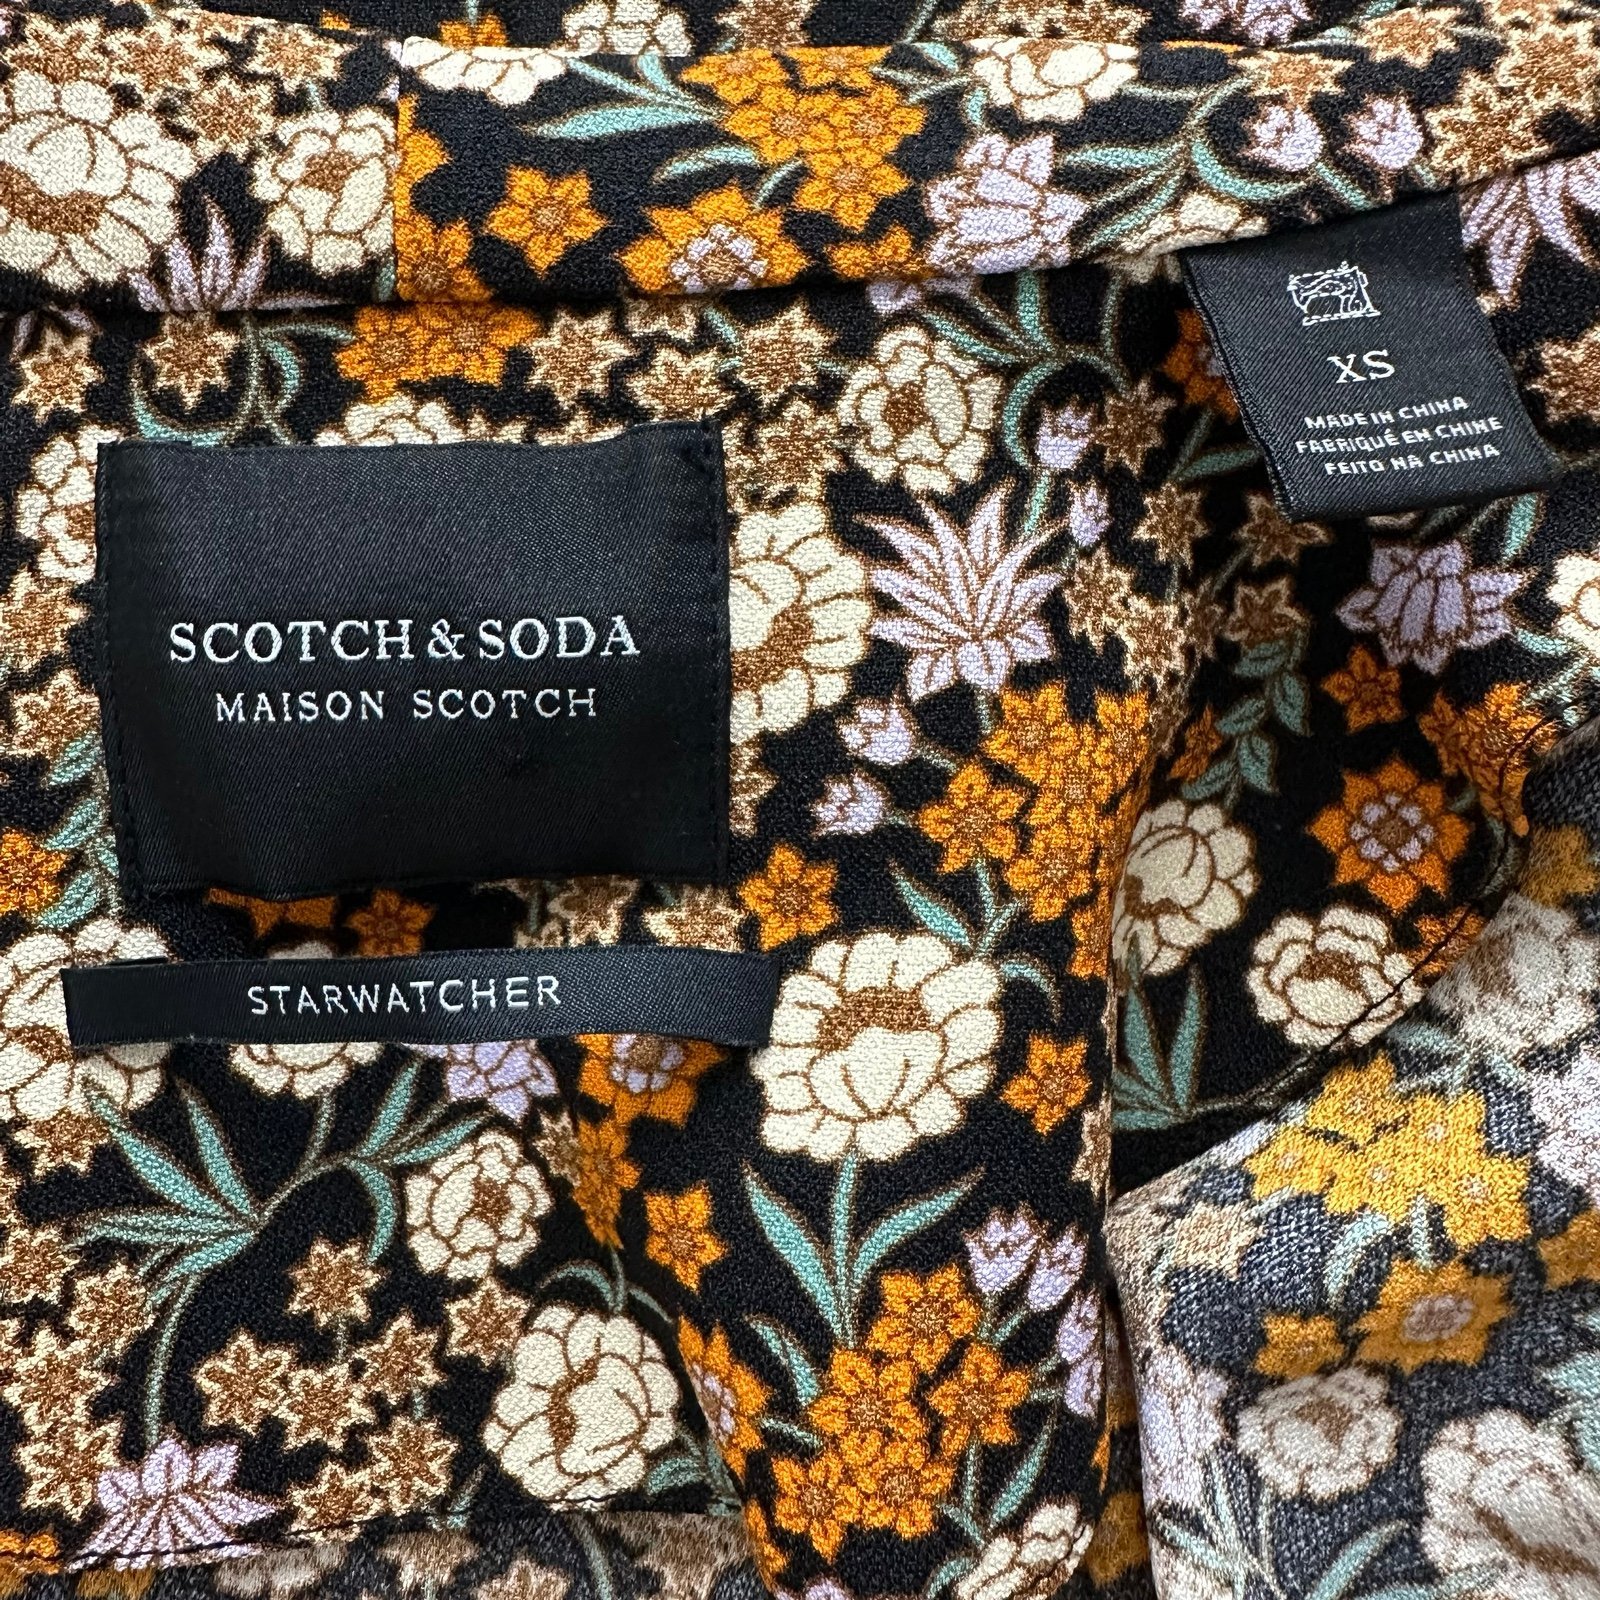 XS
MADE IN CHINA
FABRIQUÉ EN CHINE
FEITO NA CHINA
SCOTCH & SODA
MAISON SCOTCH
STARWATCHER